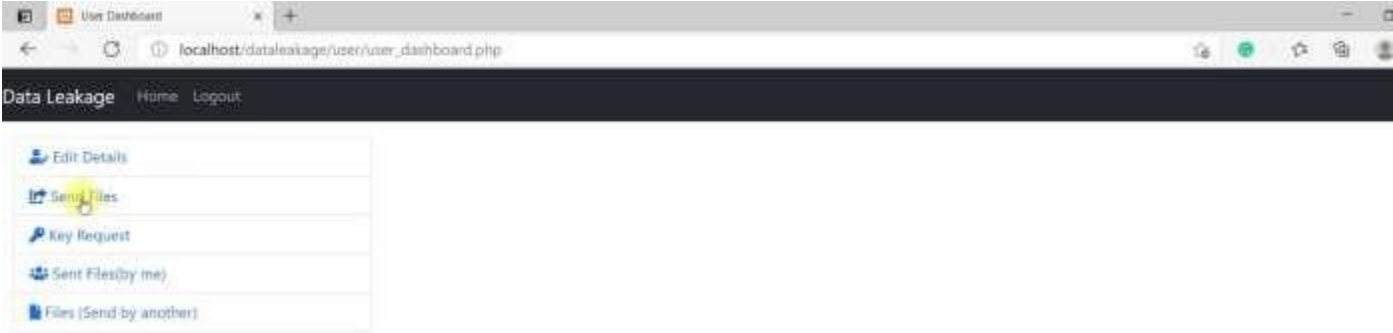 User Dashboard
localhost/dataleakage/user/user_dashboard.php
Data Leakage Home Logout
Edit Details
Send Files
Key Request
Sent Files(by me)
Files (Send by another)